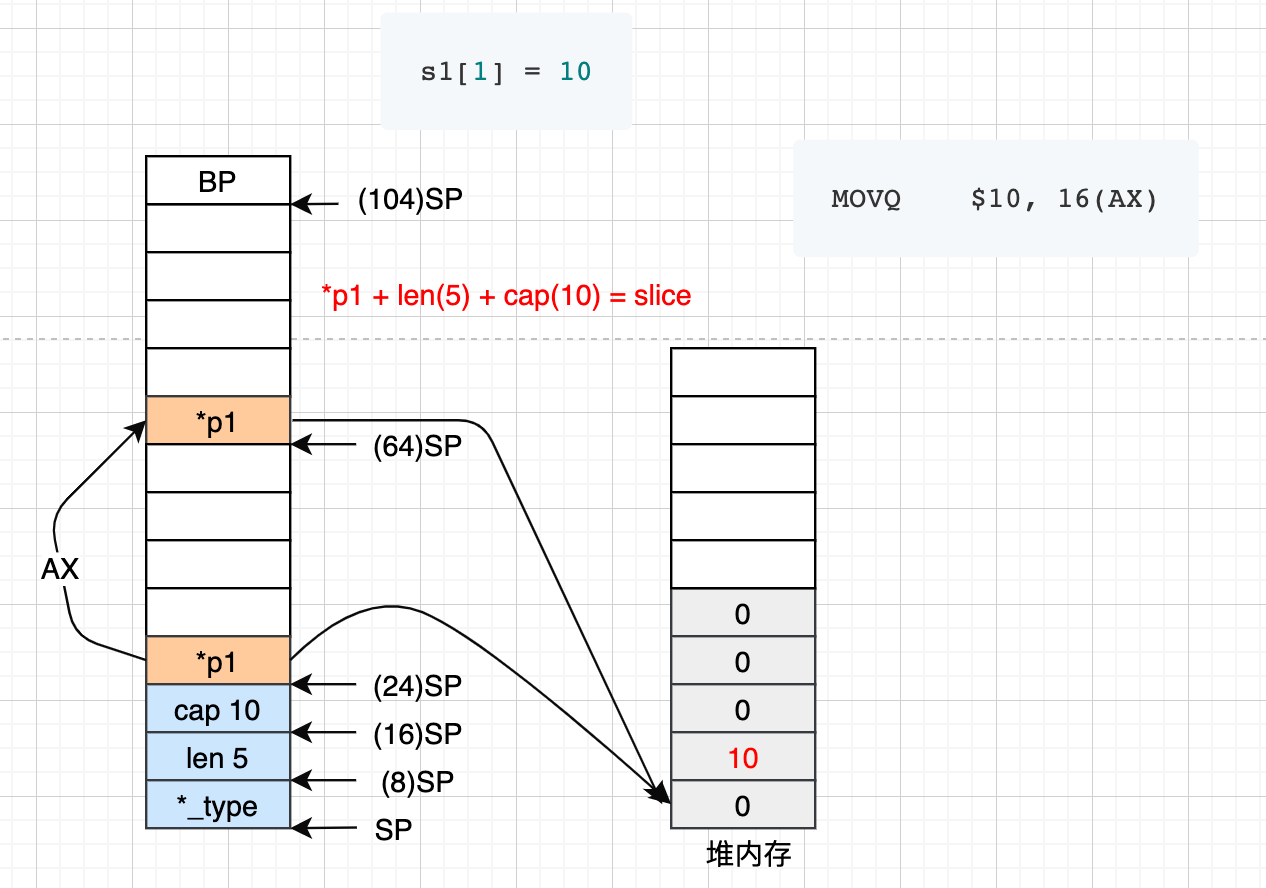 s1[1] = 10
BP
(104)SP
MOVQ    $10, 16(AX)
*p1 + len(5) + cap(10) = slice
*p1
(64)SP
AX
*p1
(24)SP
cap 10
(16)SP
len 5
(8)SP
*_type
SP
0
0
0
10
0
堆内存